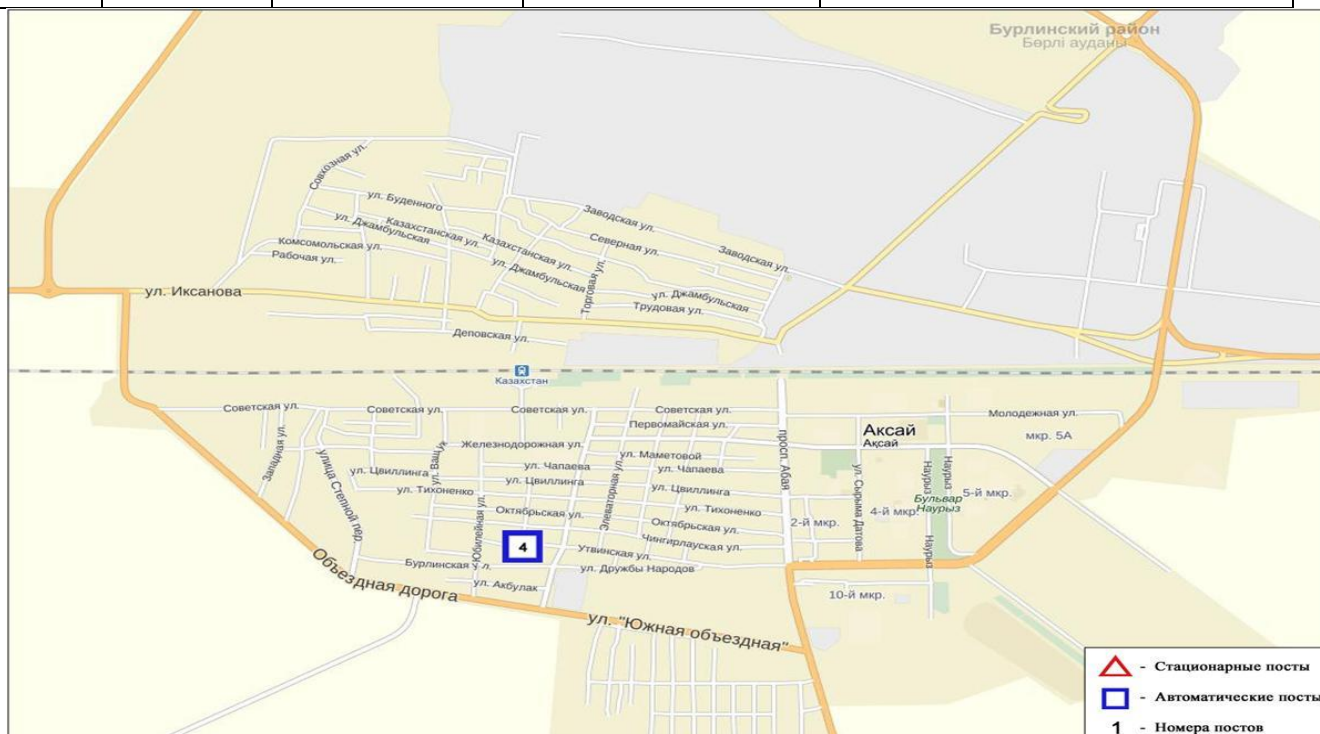 Бурлинский район
Бөрлі ауданы
Совхозная ул.
ул. Буденного
Заводская ул.
ул. Джамбульская
Казахстанская ул.
Казахстанская ул.
Северная ул.
Заводская ул.
Комсомольская ул.
Рабочая ул.
ул. Джамбульская
Торговая ул.
ул. Джамбульская
Трудовая ул.
ул. Иксанова
Деповская ул.
Казахстан
Советская ул.
Советская ул.
Советская ул.
Советская ул.
Молодежная ул.
Первомайская ул.
просп. Абая
Аксай
Ақсай
мкр. 5А
Западная ул.
улица Степной пер.
ул. Ващук
Железнодорожная ул.
ул. Маметовой
ул. Цвиллинга
ул. Чапаева
ул. Чапаева
ул. Цвиллинга
ул. Цвиллинга
ул. Тихоненко
Элеваторная ул.
ул. Тихоненко
ул. Сырыма Датова
Наурыз
Наурыз
Бульвар
Наурыз
5-й мкр.
4-й мкр.
2-й мкр.
Юбилейная ул.
Октябрьская ул.
Октябрьская ул.
Чингирлауская ул.
Наурыз
4
Утвинская ул.
Бурлинская ул.
ул. Дружбы Народов
ул. Акбулак
10-й мкр.
Объездная дорога
ул. "Южная объездная"
- Стационарные посты
- Автоматические посты
1 - Номера постов